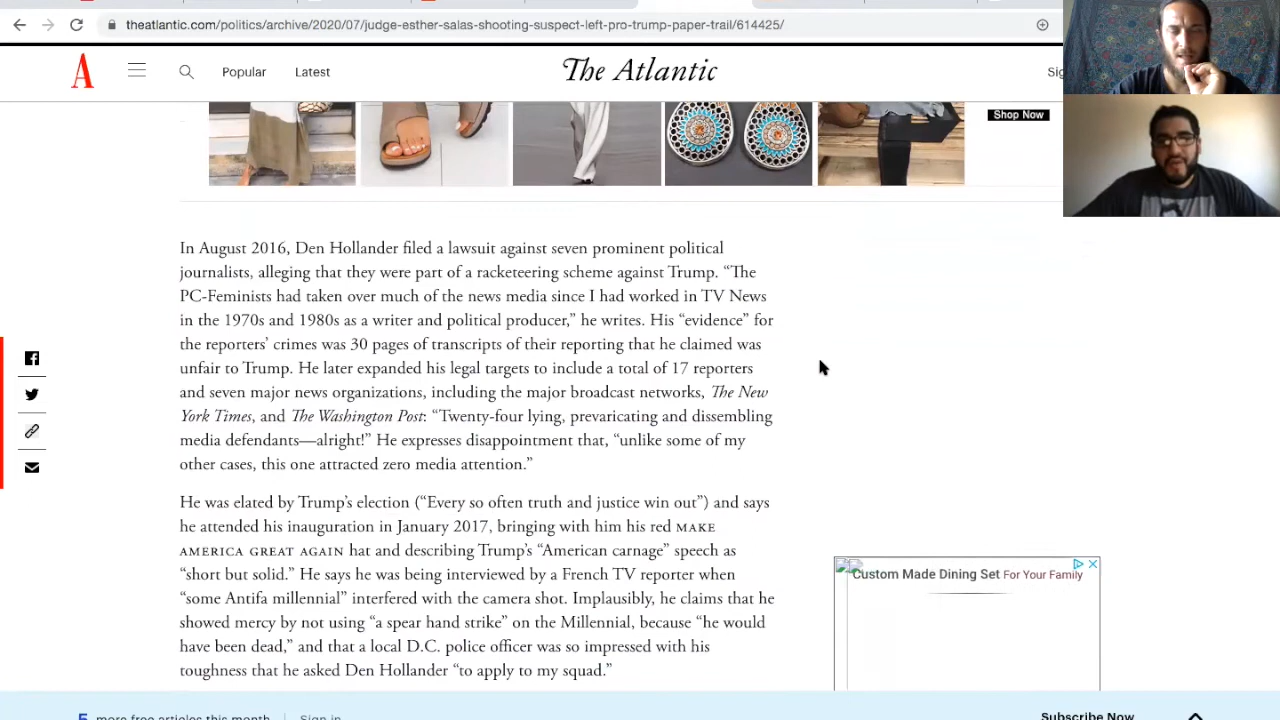 theatlantic.com/politics/archive/2020/07/judge-esther-salas-shooting-suspect-left-pro-trump-paper-trail/614425/
A Popular Latest The Atlantic
Shop Now
In August 2016, Den Hollander filed a lawsuit against seven prominent political
journalists, alleging that they were part of a racketeering scheme against Trump. “The
PC-Feminists had taken over much of the news media since I had worked in TV News
in the 1970s and 1980s as a writer and political producer,” he writes. His “evidence” for
the reporters’ crimes was 30 pages of transcripts of their reporting that he claimed was
unfair to Trump. He later expanded his legal targets to include a total of 17 reporters
and seven major news organizations, including the major broadcast networks, The New
York Times, and The Washington Post: “Twenty-four lying, prevaricating and dissembling
media defendants—alright!” He expresses disappointment that, “unlike some of my
other cases, this one attracted zero media attention.”
He was elated by Trump’s election (“Every so often truth and justice win out”) and says
he attended his inauguration in January 2017, bringing with him his red MAKE
AMERICA GREAT AGAIN hat and describing Trump’s “American carnage” speech as
“short but solid.” He says he was being interviewed by a French TV reporter when
“some Antifa millennial” interfered with the camera shot. Implausibly, he claims that he
showed mercy by not using “a spear hand strike” on the Millennial, because “he would
have been dead,” and that a local D.C. police officer was so impressed with his
toughness that he asked Den Hollander “to apply to my squad.”
Custom Made Dining Set For Your Family
5 more free articles this month Sign in
Subscribe Now